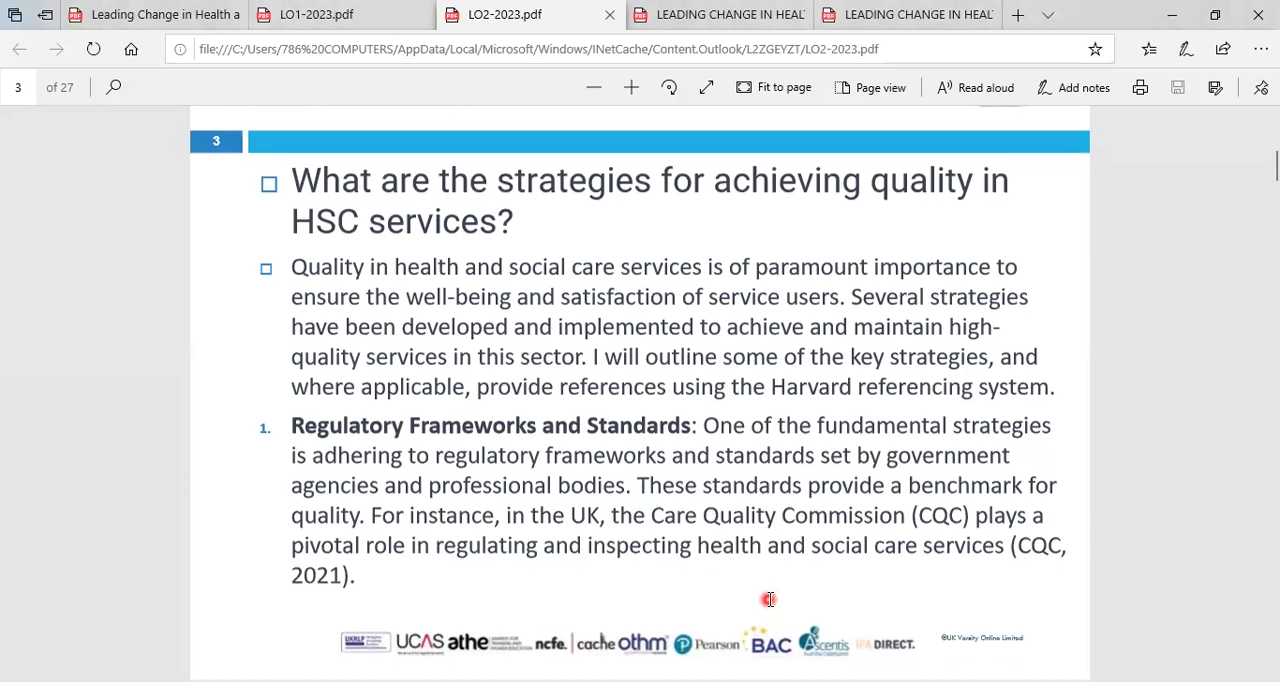 Leading Change in Health a
LO1-2023.pdf
LO2-2023.pdf
LEADING CHANGE IN HEAL
LEADING CHANGE IN HEAL
file:///C:/Users/786%20COMPUTERS/AppData/Local/Microsoft/Windows/INetCache/Content.Outlook/L2ZGEYZT/LO2-2023.pdf
3 of 27
Fit to page
Page view
Read aloud
Add notes
3
What are the strategies for achieving quality in
HSC services?
Quality in health and social care services is of paramount importance to
ensure the well-being and satisfaction of service users. Several strategies
have been developed and implemented to achieve and maintain high-
quality services in this sector. I will outline some of the key strategies, and
where applicable, provide references using the Harvard referencing system.
1. Regulatory Frameworks and Standards: One of the fundamental strategies
is adhering to regulatory frameworks and standards set by government
agencies and professional bodies. These standards provide a benchmark for
quality. For instance, in the UK, the Care Quality Commission (CQC) plays a
pivotal role in regulating and inspecting health and social care services (CQC,
2021).
UKRLP UCAS athe ncfe. cache othm Pearson BAC Ascentis IFA DIRECT.
©UK Varsity Online Limited